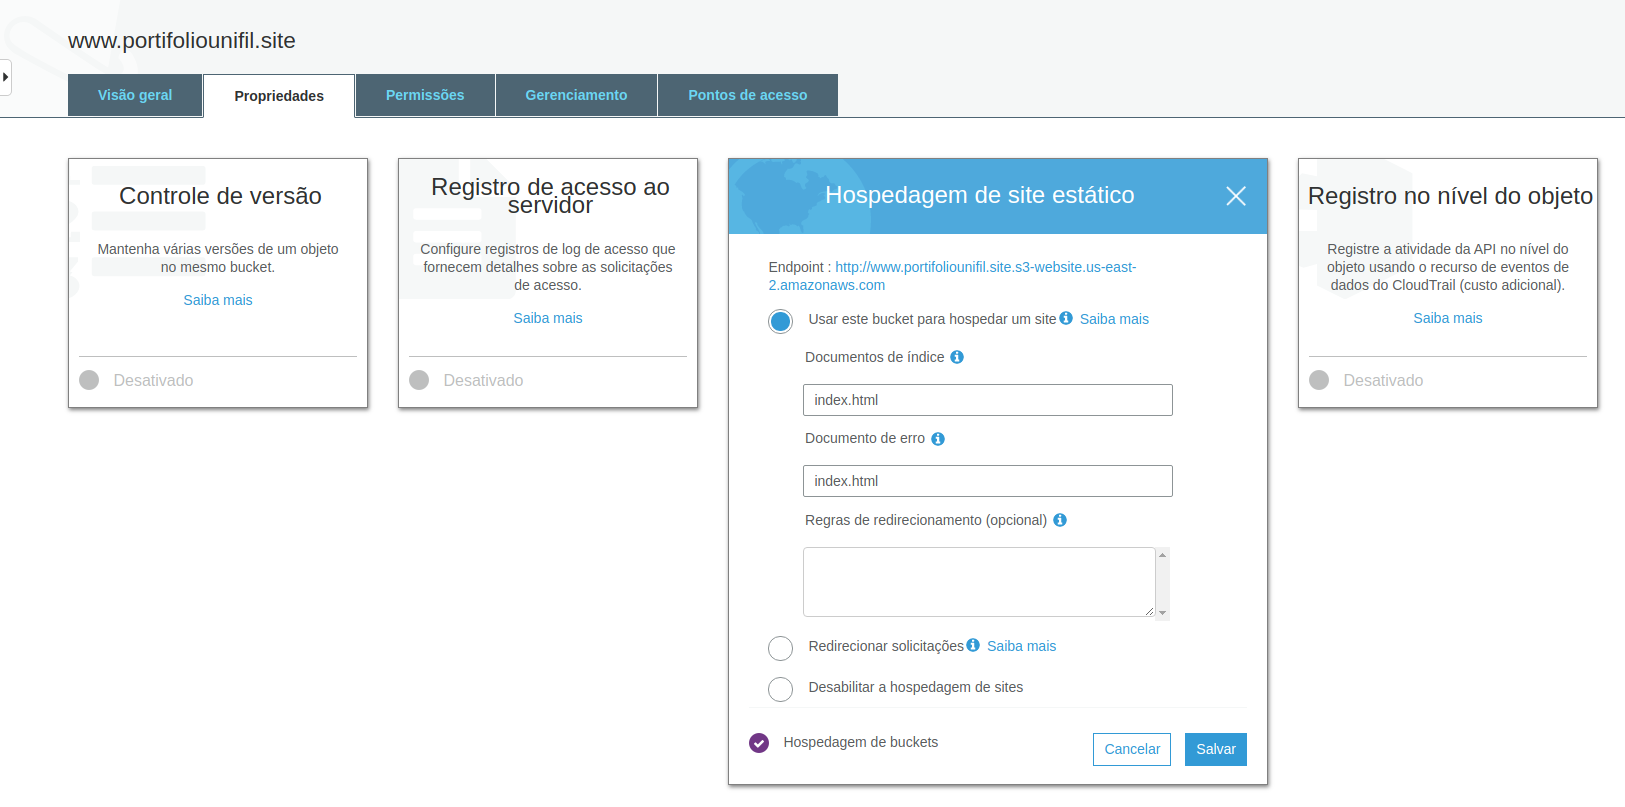 www.portifoliounifil.site
Visão geral
Propriedades
Permissões
Gerenciamento
Pontos de acesso
Controle de versão
Mantenha várias versões de um objeto
no mesmo bucket.
Saiba mais
Desativado
Registro de acesso ao
servidor
Configure registros de log de acesso que
fornecem detalhes sobre as solicitações
de acesso.
Saiba mais
Desativado
Hospedagem de site estático
Endpoint : http://www.portifoliounifil.site.s3-website.us-east-
2.amazonaws.com
Usar este bucket para hospedar um site Saiba mais
Documentos de índice
index.html
Documento de erro
index.html
Regras de redirecionamento (opcional)
Redirecionar solicitações Saiba mais
Desabilitar a hospedagem de sites
Hospedagem de buckets
Cancelar
Salvar
Registro no nível do objeto
Registre a atividade da API no nível do
objeto usando o recurso de eventos de
dados do CloudTrail (custo adicional).
Saiba mais
Desativado